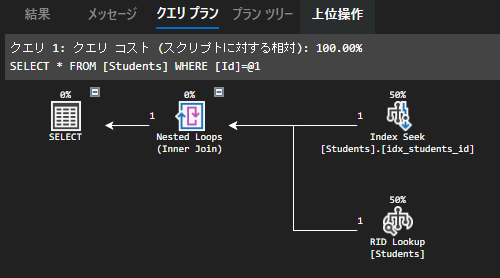 結果 メッセージ クエリ プラン プラン ツリー 上位操作
クエリ 1: クエリ コスト (スクリプトに対する相対): 100.00%
SELECT * FROM [Students] WHERE [Id]=@1
0%
SELECT
1
0%
Nested Loops
(Inner Join)
1
50%
Index Seek
[Students].[idx_students_id]
1
50%
RID Lookup
[Students]